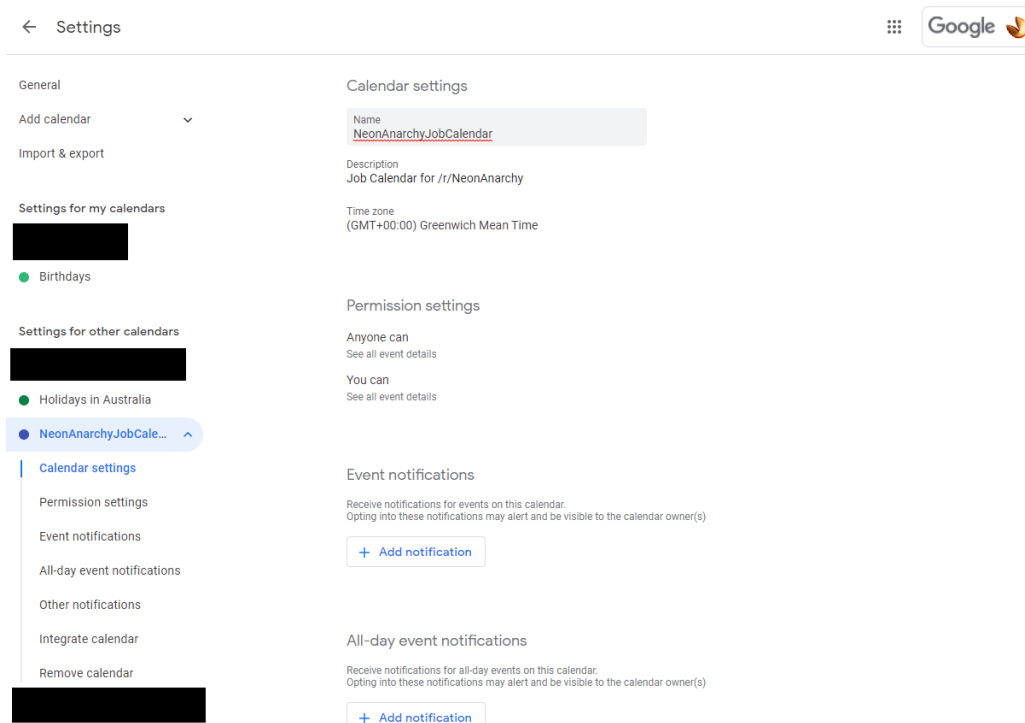 Settings
Google
General
Add calendar
Import & export
Settings for my calendars
Birthdays
Settings for other calendars
Holidays in Australia
NeonAnarchyJobCale...
Calendar settings
Permission settings
Event notifications
All-day event notifications
Other notifications
Integrate calendar
Remove calendar
Calendar settings
Name
NeonAnarchyJobCalendar
Description
Job Calendar for /r/NeonAnarchy
Time zone
(GMT+00:00) Greenwich Mean Time
Permission settings
Anyone can
See all event details
You can
See all event details
Event notifications
Receive notifications for events on this calendar.
Opting into these notifications may alert and be visible to the calendar owner(s)
+ Add notification
All-day event notifications
Receive notifications for all-day events on this calendar.
Opting into these notifications may alert and be visible to the calendar owner(s)
+ Add notification